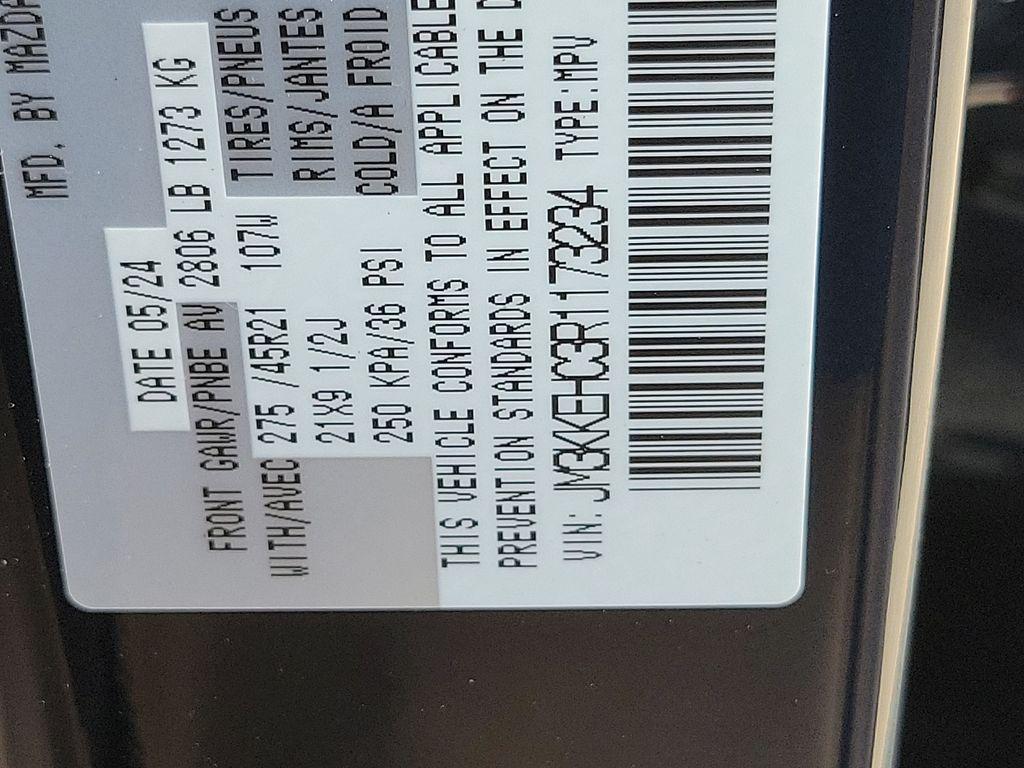 MFD. BY MAZDA
DATE 05/24
FRONT GAWR/PNBE AV 2806 LB 1273 KG
WITH/AVEC 275 /45R21 107W TIRES/PNEUS
21X9 1/2J RIMS/JANTES
250 KPA/36 PSI COLD/A FROID
THIS VEHICLE CONFORMS TO ALL APPLICABLE
PREVENTION STANDARDS IN EFFECT ON THE D
VIN: JM3KKEHC3R1173234 TYPE:MPV